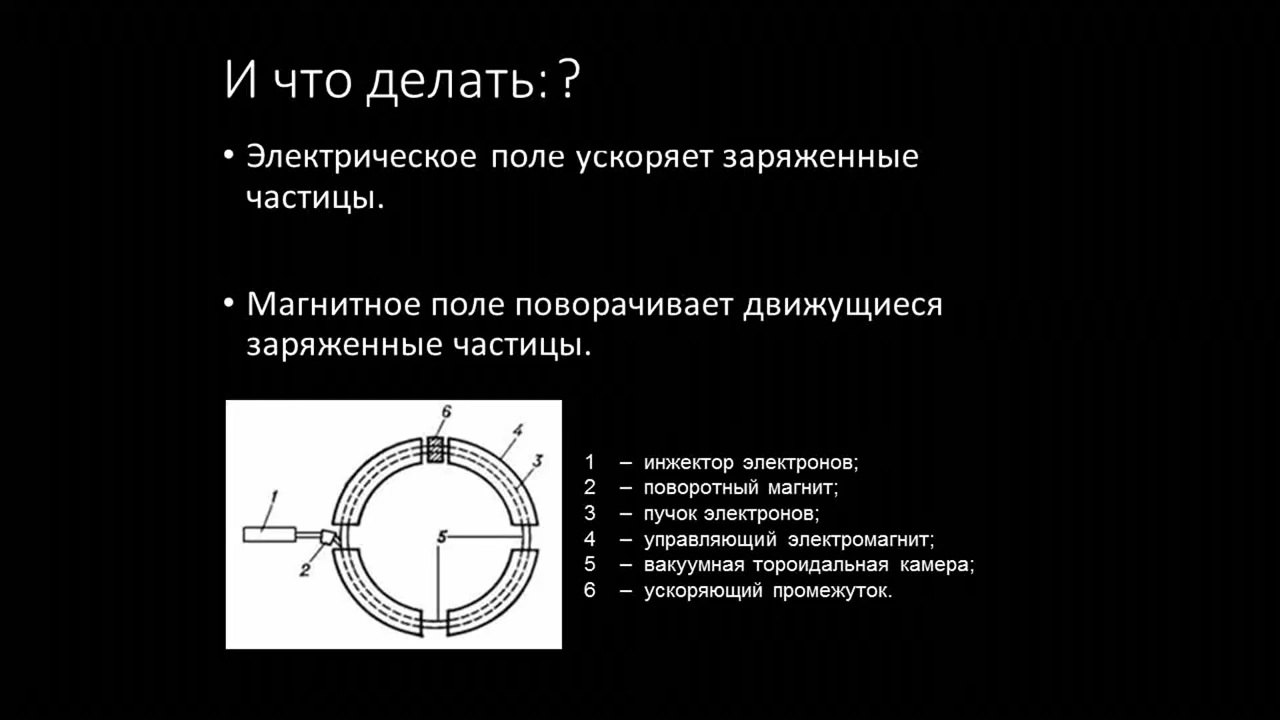 И что делать: ?
• Электрическое поле ускоряет заряженные
частицы.
• Магнитное поле поворачивает движущиеся
заряженные частицы.
6
4
3
1
5
2
1 – инжектор электронов;
2 – поворотный магнит;
3 – пучок электронов;
4 – управляющий электромагнит;
5 – вакуумная тороидальная камера;
6 – ускоряющий промежуток.